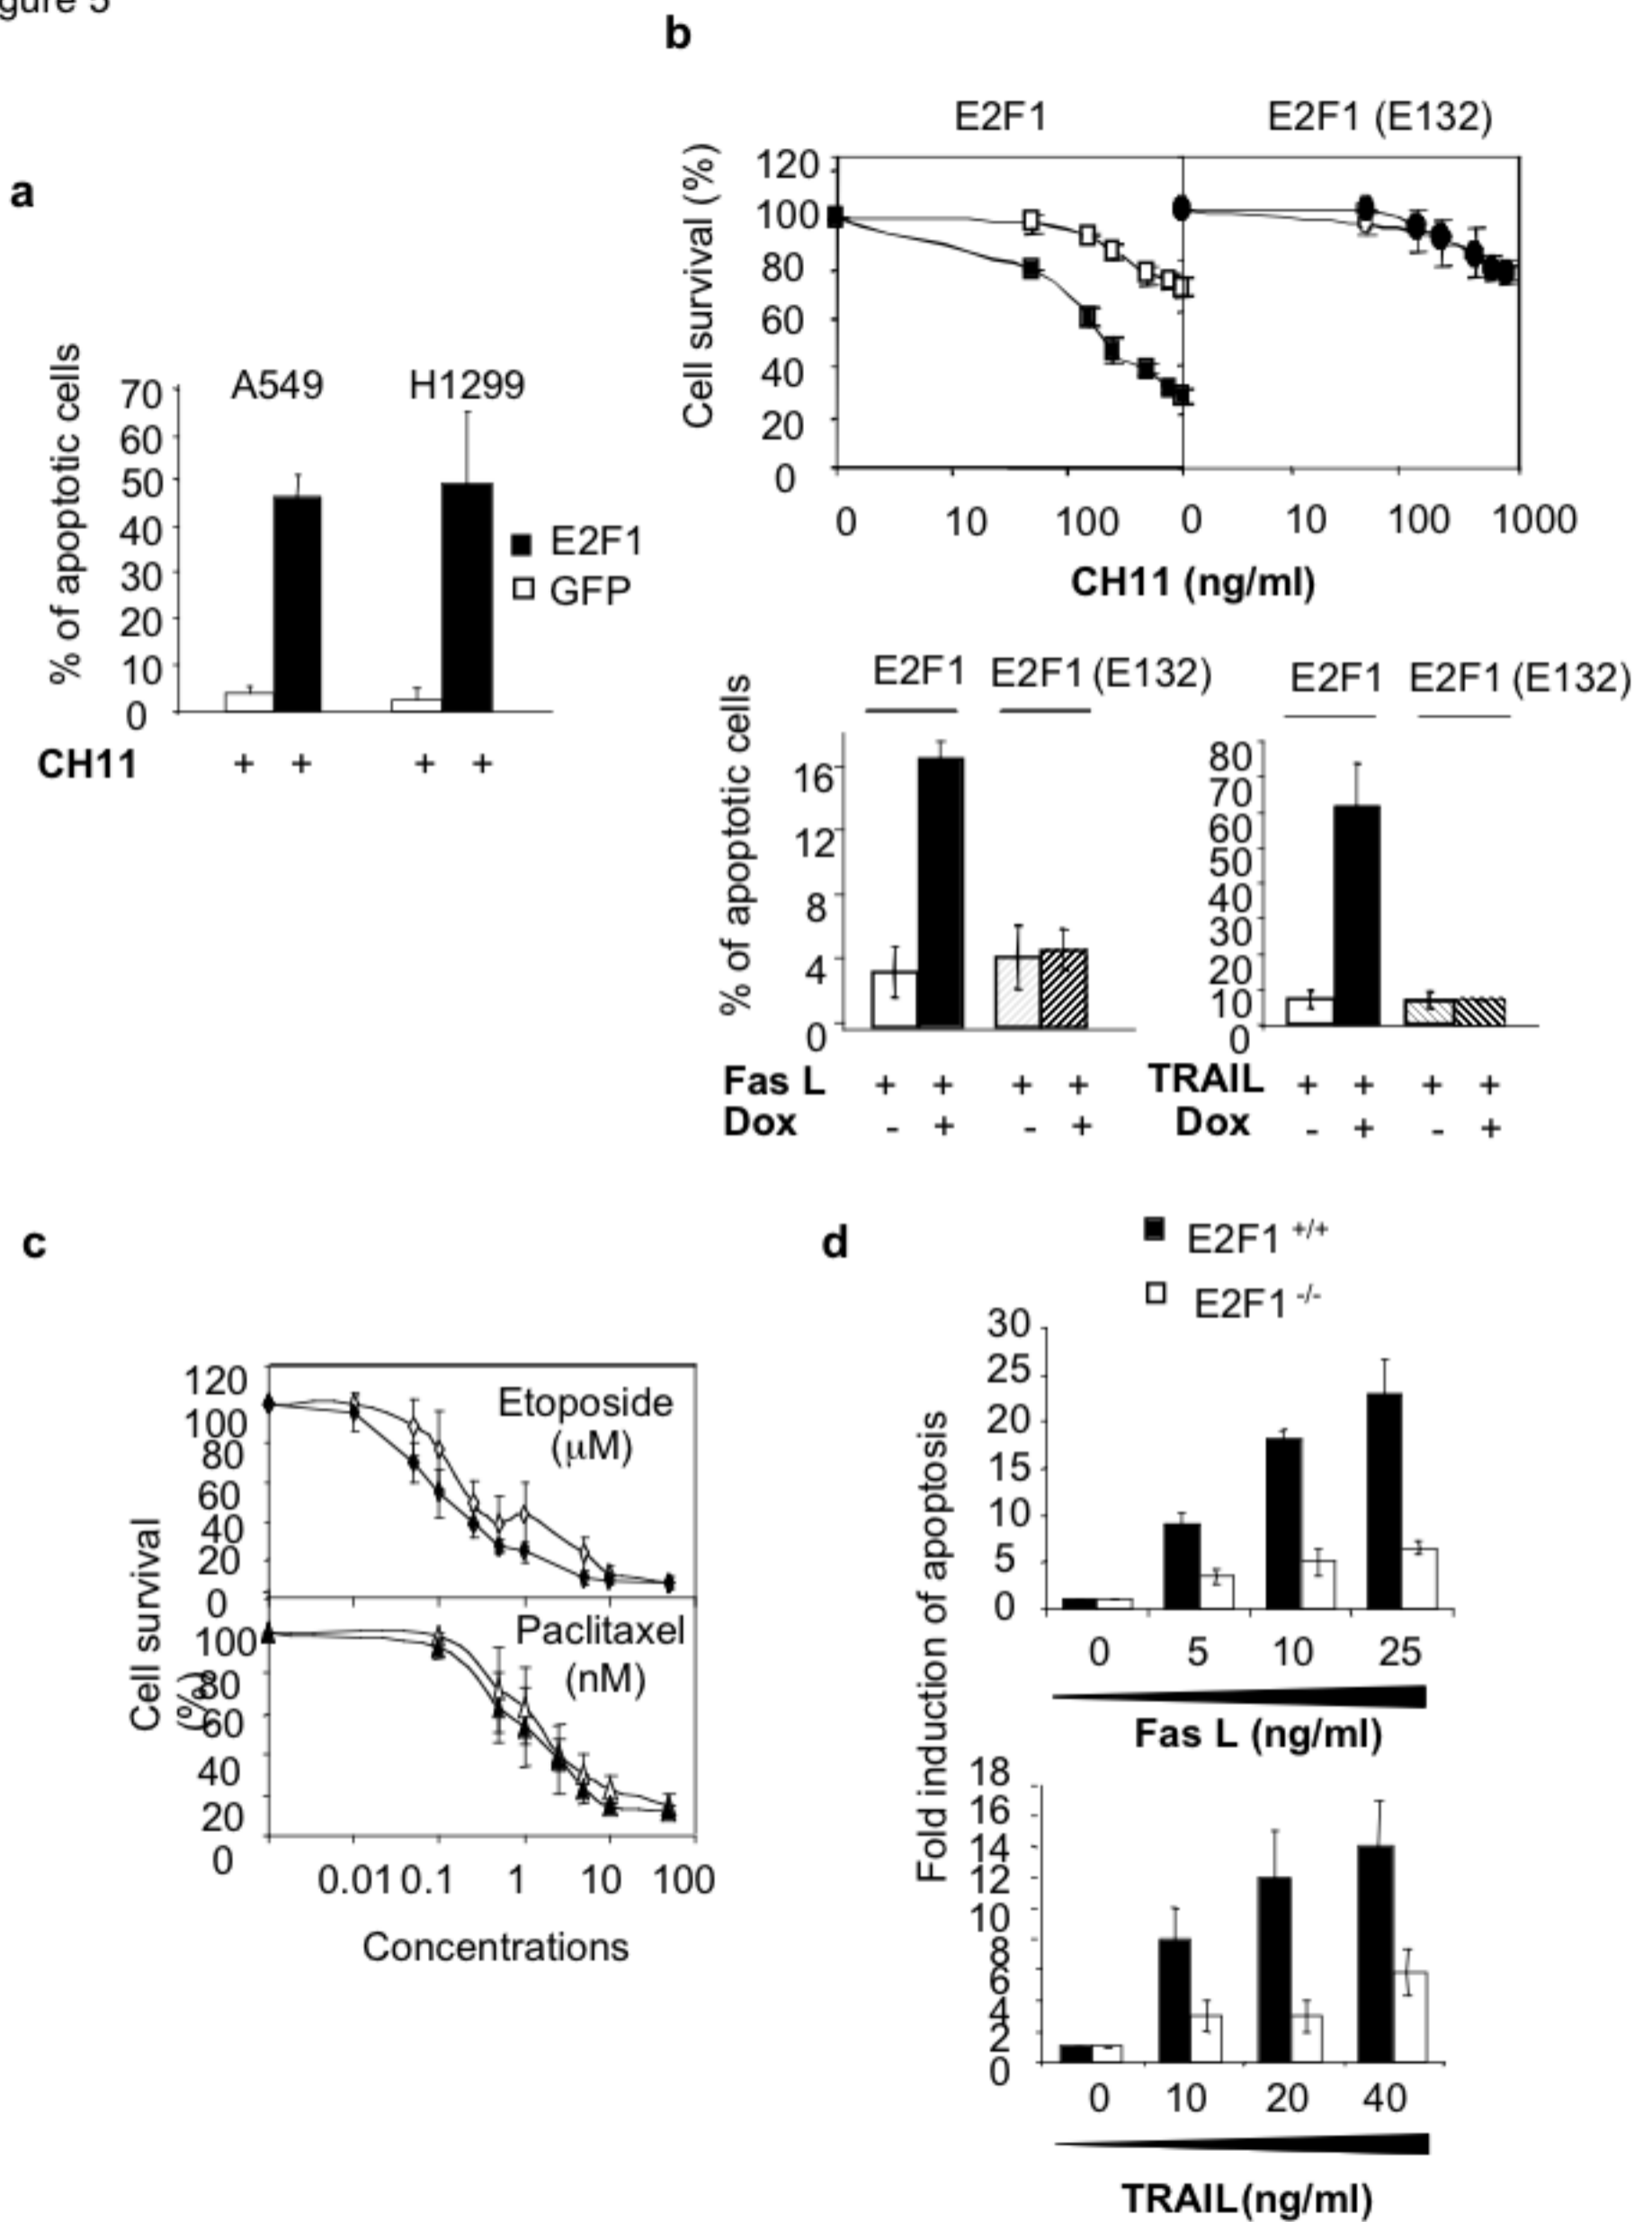 gure 5
a
% of apoptotic cells
70
60
50
40
30
20
10
0
A549 H1299
E2F1
GFP
CH11 + + + +
b
E2F1 E2F1 (E132)
Cell survival (%)
120
100
80
60
40
20
0
0 10 100 0 10 100 1000
CH11 (ng/ml)
E2F1 E2F1 (E132)
% of apoptotic cells
16
12
8
4
0
Fas L + + + +
Dox - + - +
E2F1 E2F1 (E132)
80
70
60
50
40
30
20
10
0
TRAIL + + + +
Dox - + - +
c
Cell survival
(%)
120
100
80
60
40
20
0
Etoposide
(μM)
100
80
60
40
20
0
Paclitaxel
(nM)
0.01 0.1 1 10 100
Concentrations
d
E2F1 +/+
E2F1 -/-
Fold induction of apoptosis
30
25
20
15
10
5
0
0 5 10 25
Fas L (ng/ml)
18
16
14
12
10
8
6
4
2
0
0 10 20 40
TRAIL(ng/ml)